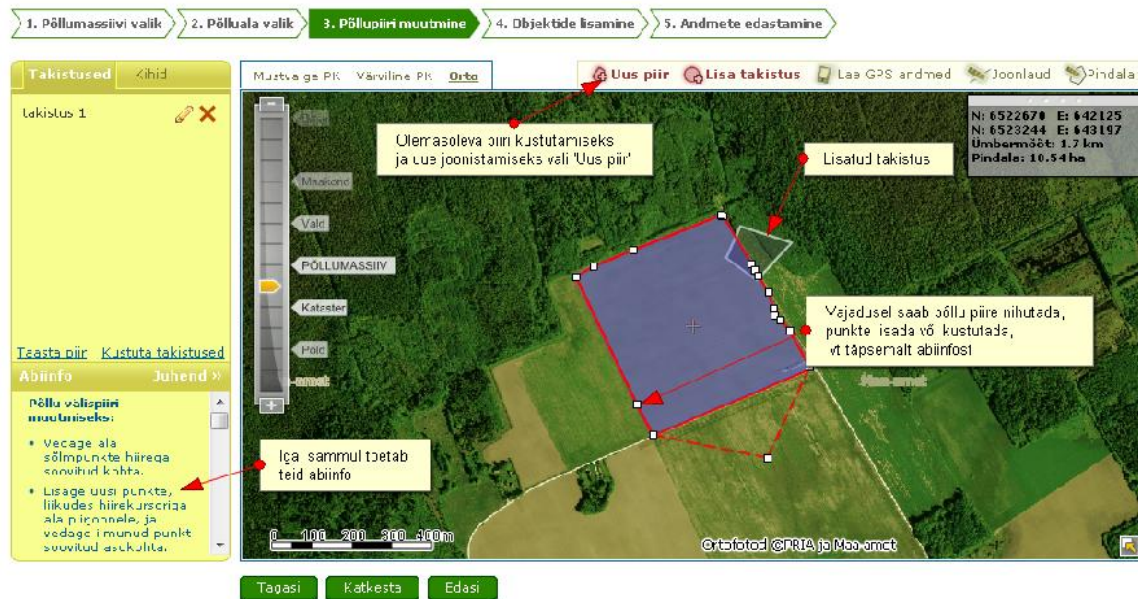 1. Põllumassiivi valik
2. Põlluala valik
3. Põllupiiri muutmine
4. Objektide lisamine
5. Andmete edastamine
Takistused
Kihid
Mustvalge PK Värviline PK Orto
Uus piir
Lisa takistus
Lae GPS andmed
Joonlaud
Pindala
takistus 1
N: 6522670 E: 642125
N: 6523244 E: 643197
Ümbermõõt: 1.7 km
Pindala: 10.54 ha
Olemasoleva piiri kustutamiseks
ja uue joonistamiseks vali 'Uus piir'
Lisatud takistus
Maakond
Vald
PÕLLUMASSIIV
Kataster
Põld
Vajadusel saab põllu piire nihutada,
punkte lisada või kustutada,
vt täpsemalt abiinfost
Taasta piir Kustuta takistused
Abiinfo
Juhend »
Maa-amet
Põllu välispiiri
muutmiseks:
• Vedage ala
sõlmpunkte hiirega
soovitud kohta.
• Lisage uusi punkte,
liikudes hiirekursoriga
ala piirjoonele, ja
vedage ilmunud punkt
soovitud asukohta.
Igal sammul toetab
teid abiinfo
0 100 200 300 400m
Ortofotod ©PRIA ja Maa-amet
Tagasi
Katkesta
Edasi